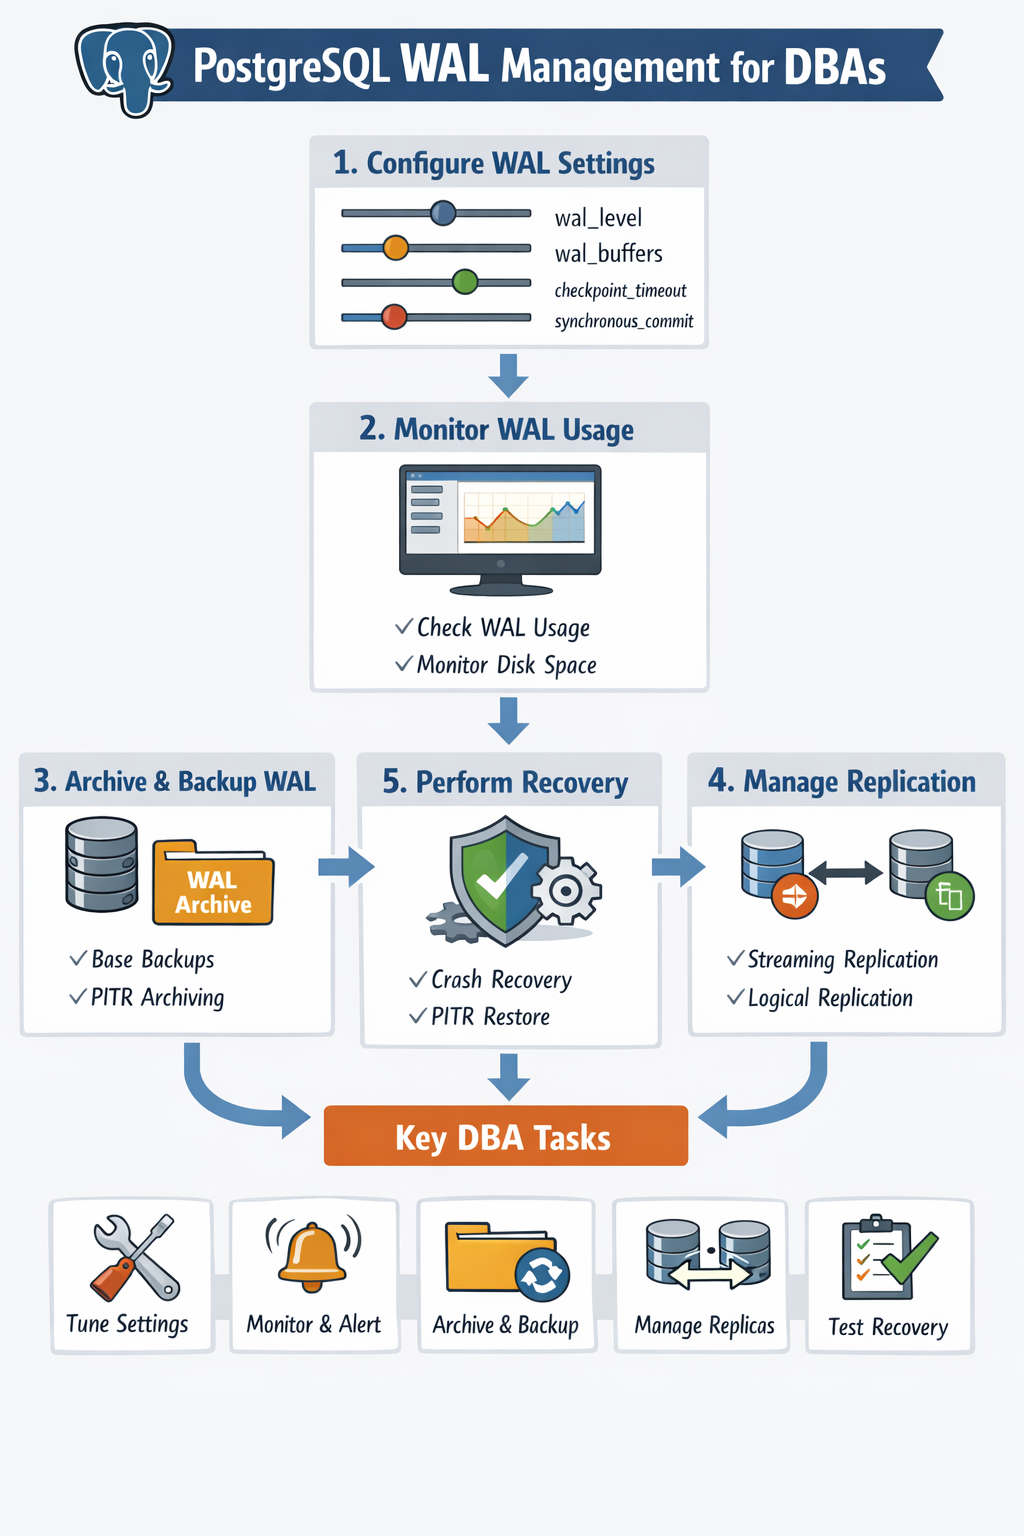 PostgreSQL WAL Management for DBAs
1. Configure WAL Settings
wal_level
wal_buffers
checkpoint_timeout
synchronous_commit
2. Monitor WAL Usage
✓ Check WAL Usage
✓ Monitor Disk Space
3. Archive & Backup WAL
WAL
Archive
✓ Base Backups
✓ PITR Archiving
5. Perform Recovery
✓ Crash Recovery
✓ PITR Restore
4. Manage Replication
✓ Streaming Replication
✓ Logical Replication
Key DBA Tasks
Tune Settings
Monitor & Alert
Archive & Backup
Manage Replicas
Test Recovery